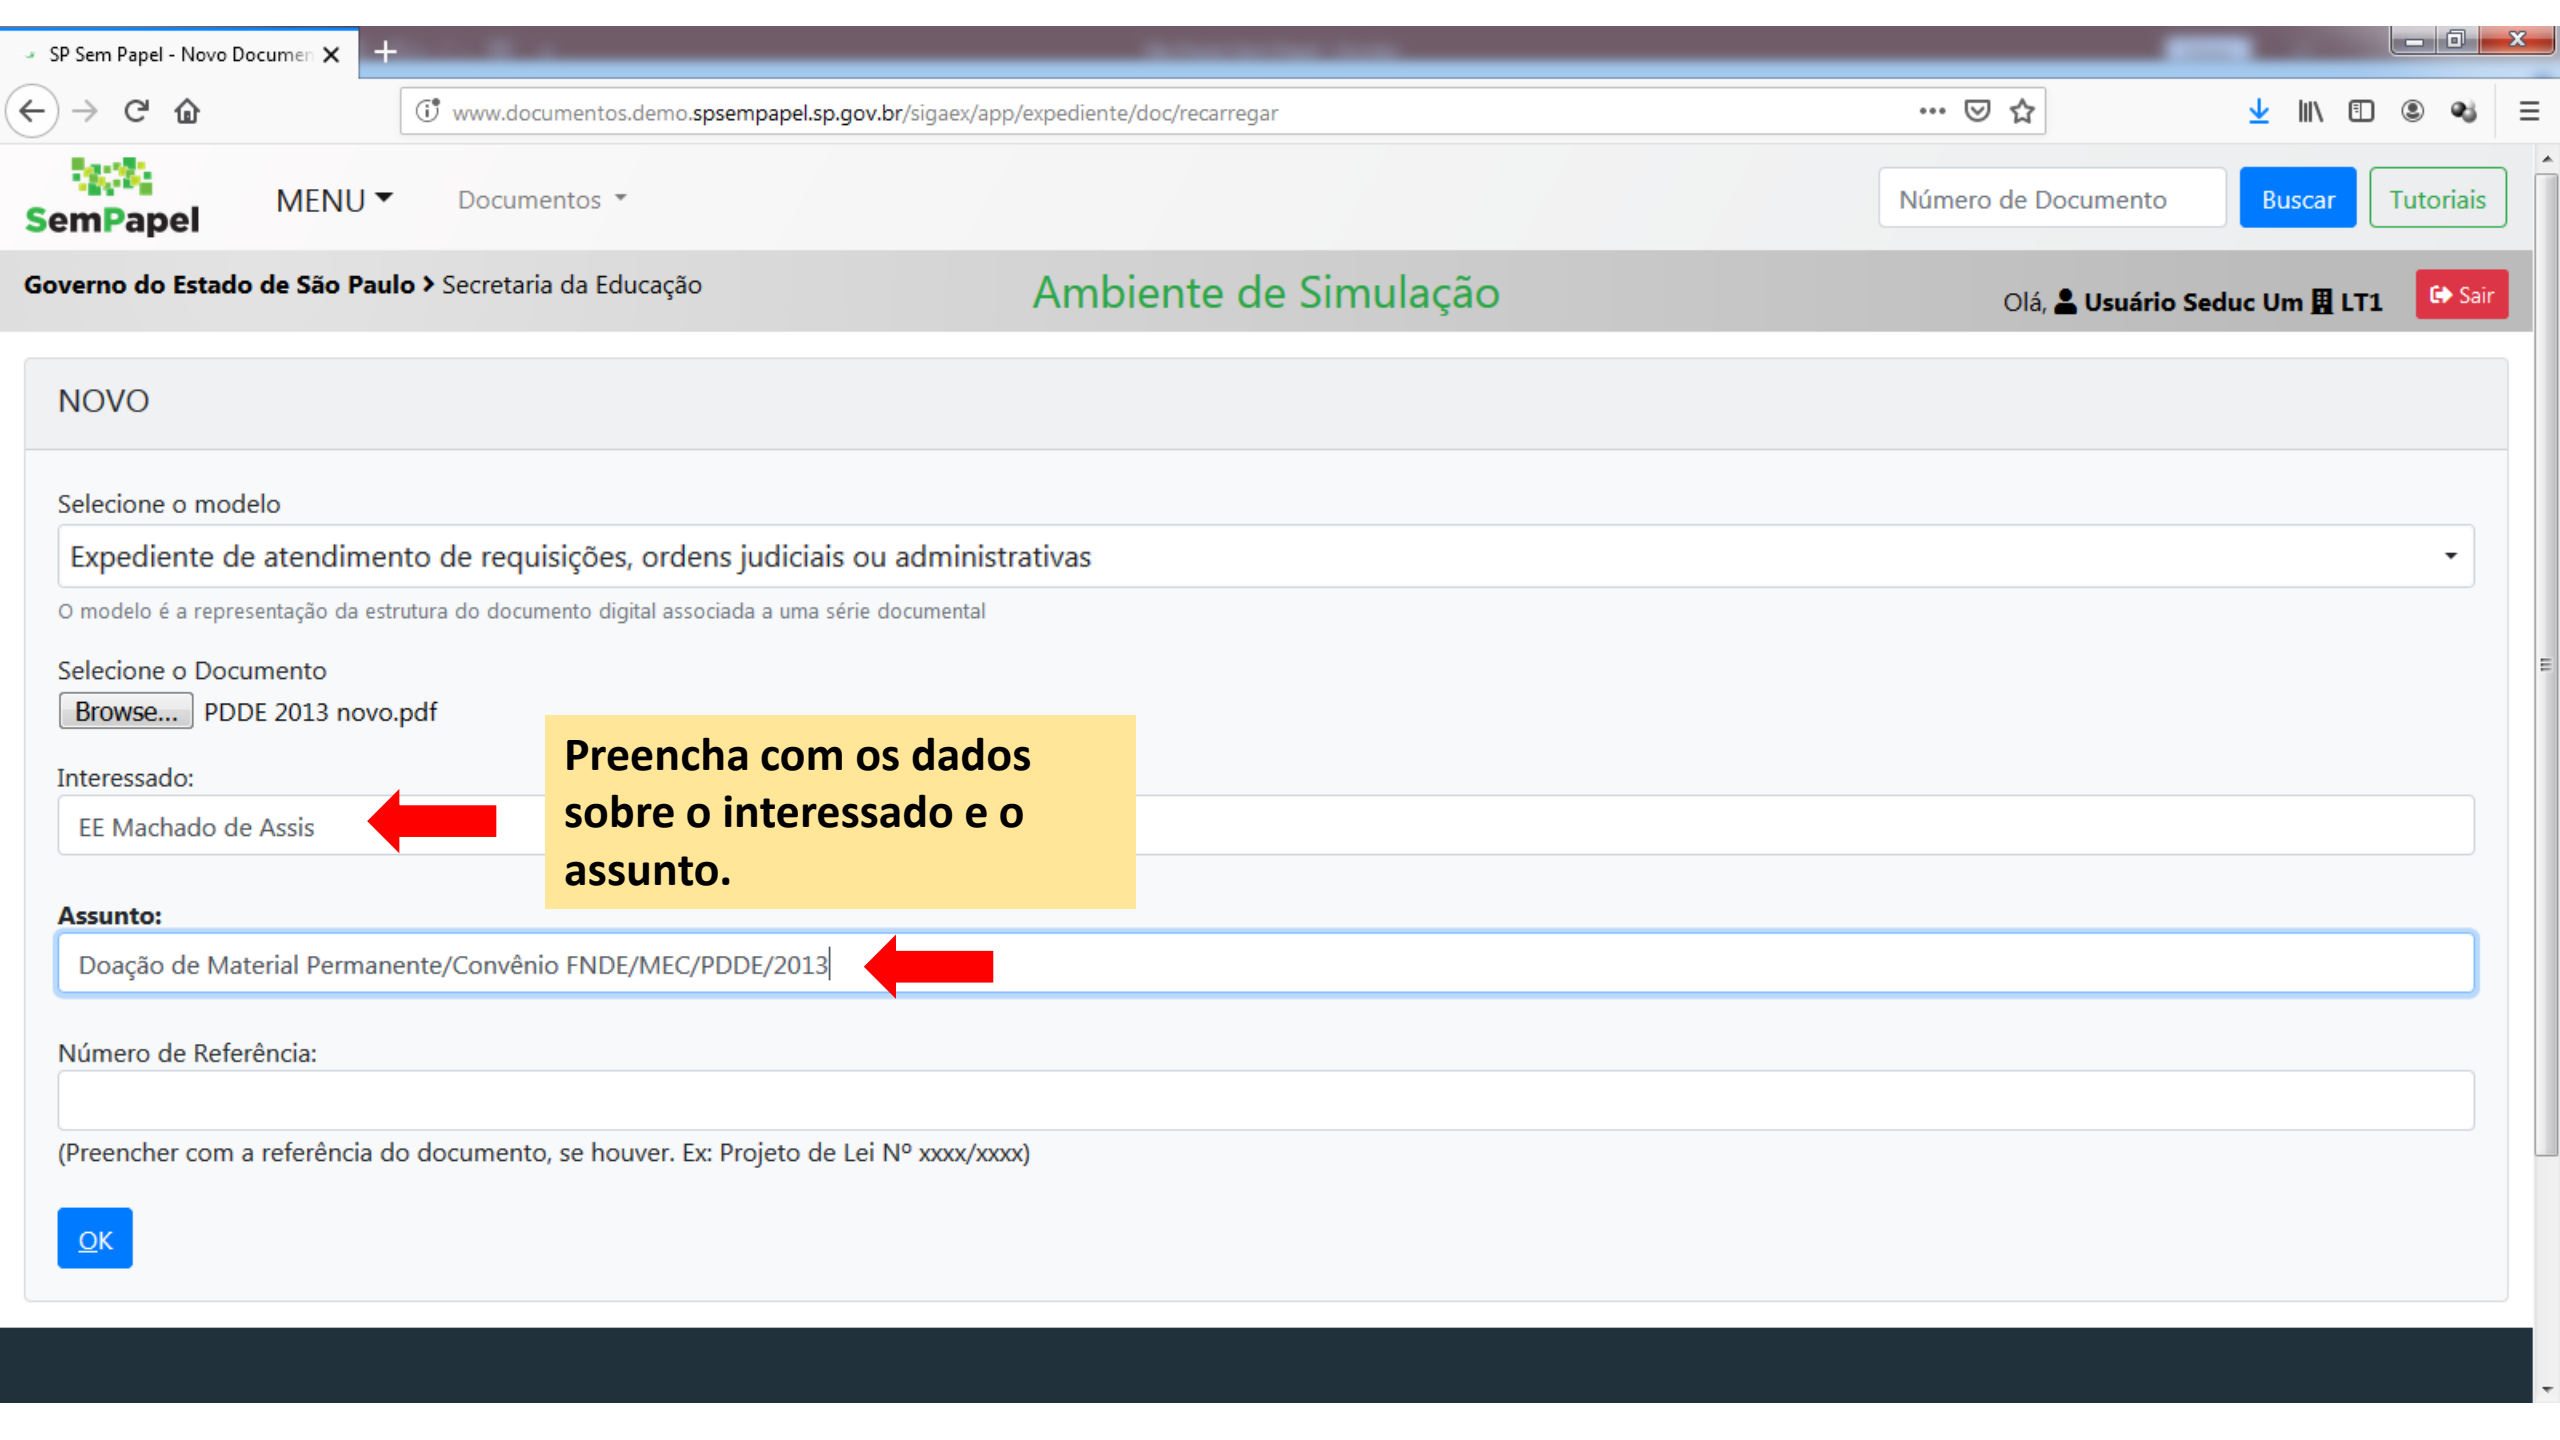 SP Sem Papel - Novo Documen
www.documentos.demo.spsempapel.sp.gov.br/sigaex/app/expediente/doc/recarregar
SemPapel
MENU
Documentos
Número de Documento
Buscar
Tutoriais
Governo do Estado de São Paulo > Secretaria da Educação
Ambiente de Simulação
Olá, Usuário Seduc Um LT1
Sair
NOVO
Selecione o modelo
Expediente de atendimento de requisições, ordens judiciais ou administrativas
O modelo é a representação da estrutura do documento digital associada a uma série documental
Selecione o Documento
Browse... PDDE 2013 novo.pdf
Preencha com os dados
sobre o interessado e o
assunto.
Interessado:
EE Machado de Assis
Assunto:
Doação de Material Permanente/Convênio FNDE/MEC/PDDE/2013
Número de Referência:
(Preencher com a referência do documento, se houver. Ex: Projeto de Lei Nº xxxx/xxxx)
OK